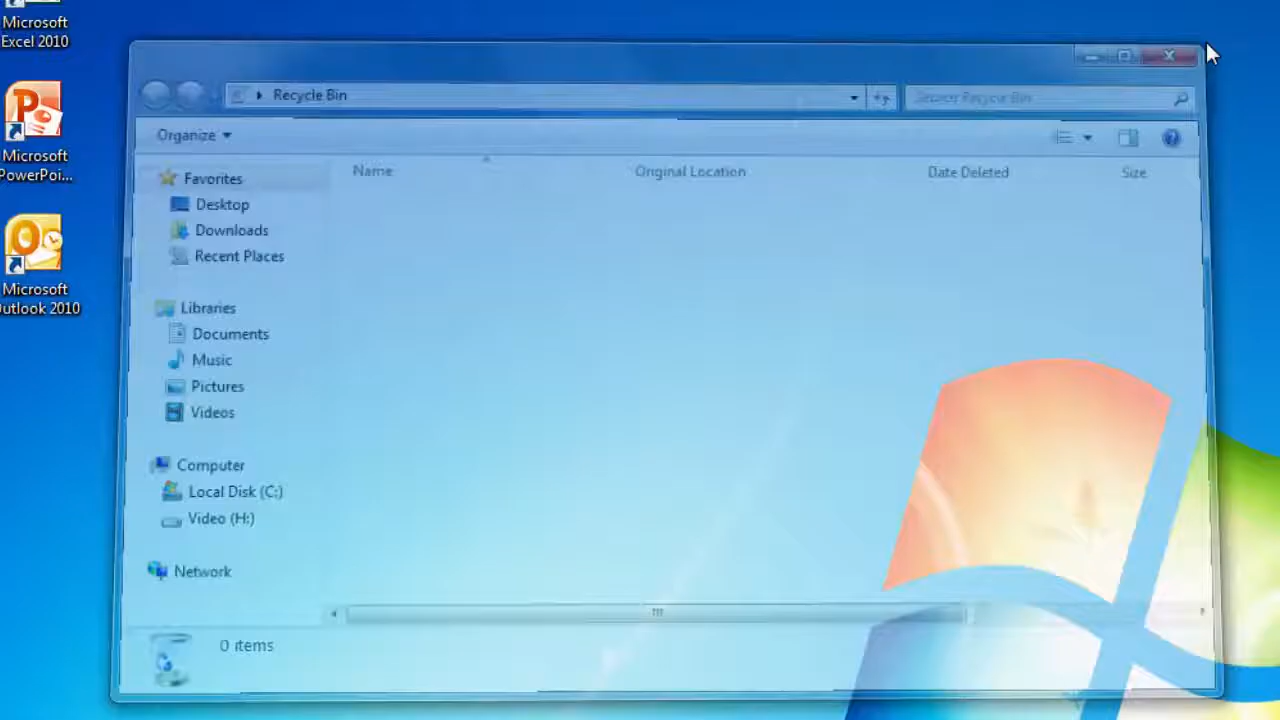 Microsoft
Excel 2010
Microsoft
PowerPoi...
Microsoft
Outlook 2010
Recycle Bin
Search Recycle Bin
Organize
Name
Original Location
Date Deleted
Size
Favorites
Desktop
Downloads
Recent Places
Libraries
Documents
Music
Pictures
Videos
Computer
Local Disk (C:)
Video (H:)
Network
0 items